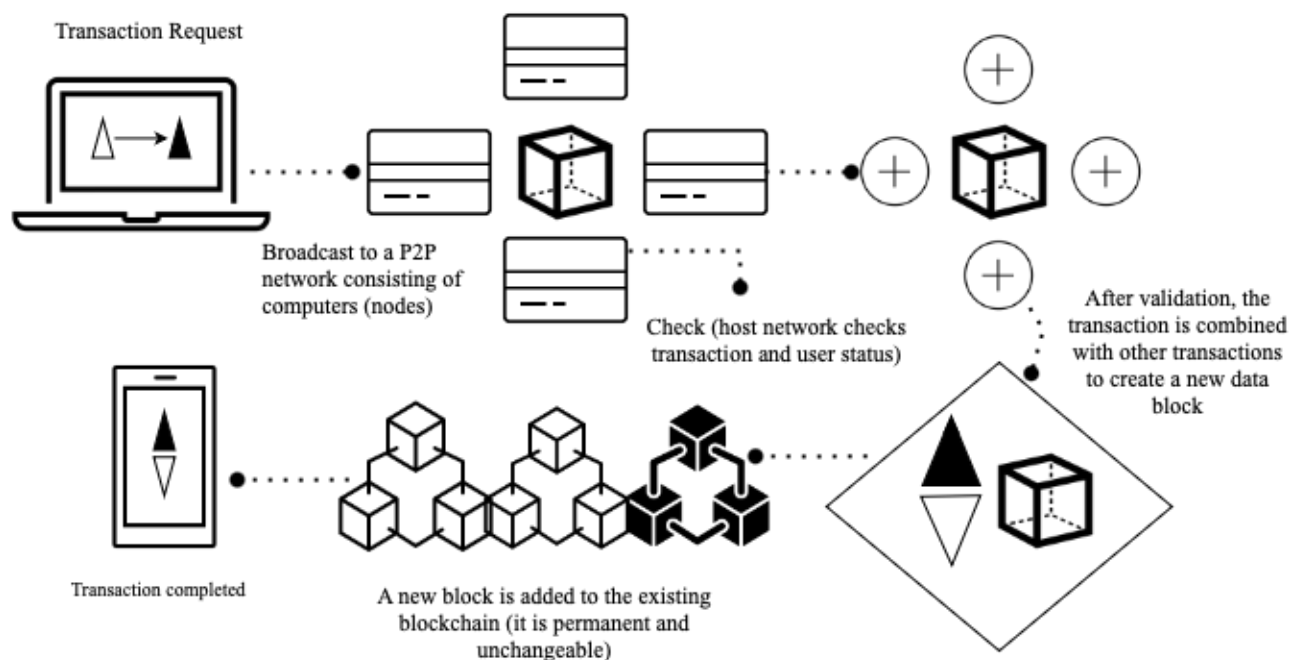 Transaction Request
Broadcast to a P2P
network consisting of
computers (nodes)
Check (host network checks
transaction and user status)
After validation, the
transaction is combined
with other transactions
to create a new data
block
A new block is added to the existing
blockchain (it is permanent and
unchangeable)
Transaction completed